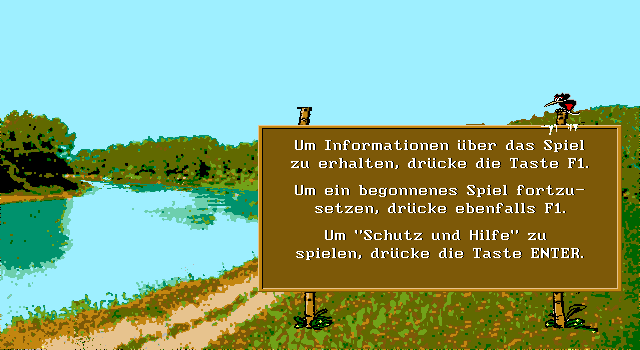 Um Informationen über das Spiel
zu erhalten, drücke die Taste F1.
Um ein begonnenes Spiel fortzu-
setzen, drücke ebenfalls F1.
Um "Schutz und Hilfe" zu
spielen, drücke die Taste ENTER.